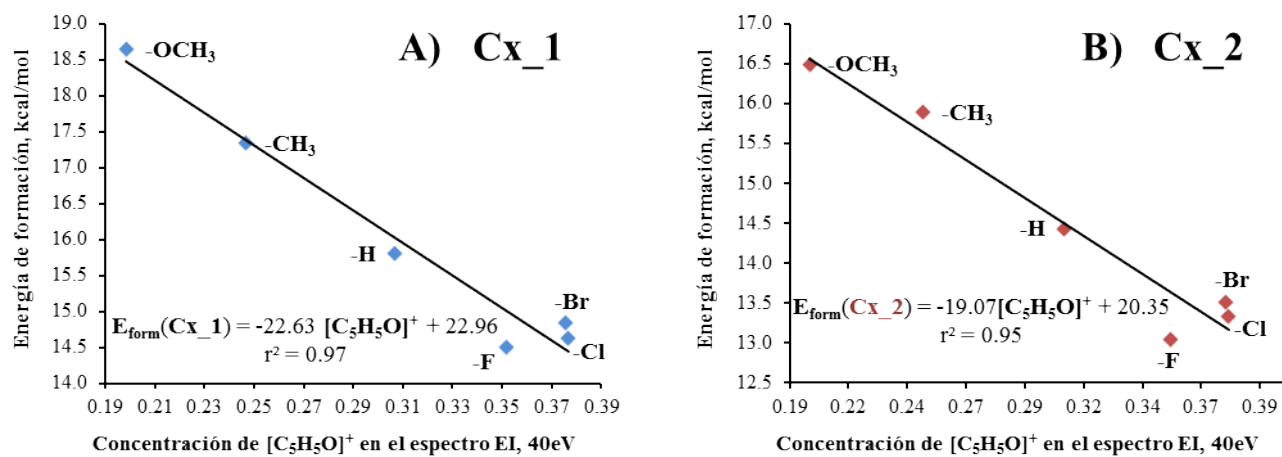 A) Cx_1
Energía de formación, kcal/mol
19.0
18.5
18.0
17.5
17.0
16.5
16.0
15.5
15.0
14.5
14.0
-OCH₃
-CH₃
-H
-Br
-Cl
-F
E_form(Cx_1) = -22.63 [C₅H₅O]⁺ + 22.96
r² = 0.97
0.19 0.21 0.23 0.25 0.27 0.29 0.31 0.33 0.35 0.37 0.39
Concentración de [C₅H₅O]⁺ en el espectro EI, 40eV
B) Cx_2
Energía de formación, kcal/mol
17.0
16.5
16.0
15.5
15.0
14.5
14.0
13.5
13.0
12.5
-OCH₃
-CH₃
-H
-Br
-Cl
-F
E_form(Cx_2) = -19.07[C₅H₅O]⁺ + 20.35
r² = 0.95
0.19 0.22 0.24 0.27 0.29 0.32 0.34 0.37 0.39
Concentración de [C₅H₅O]⁺ en el espectro EI, 40eV